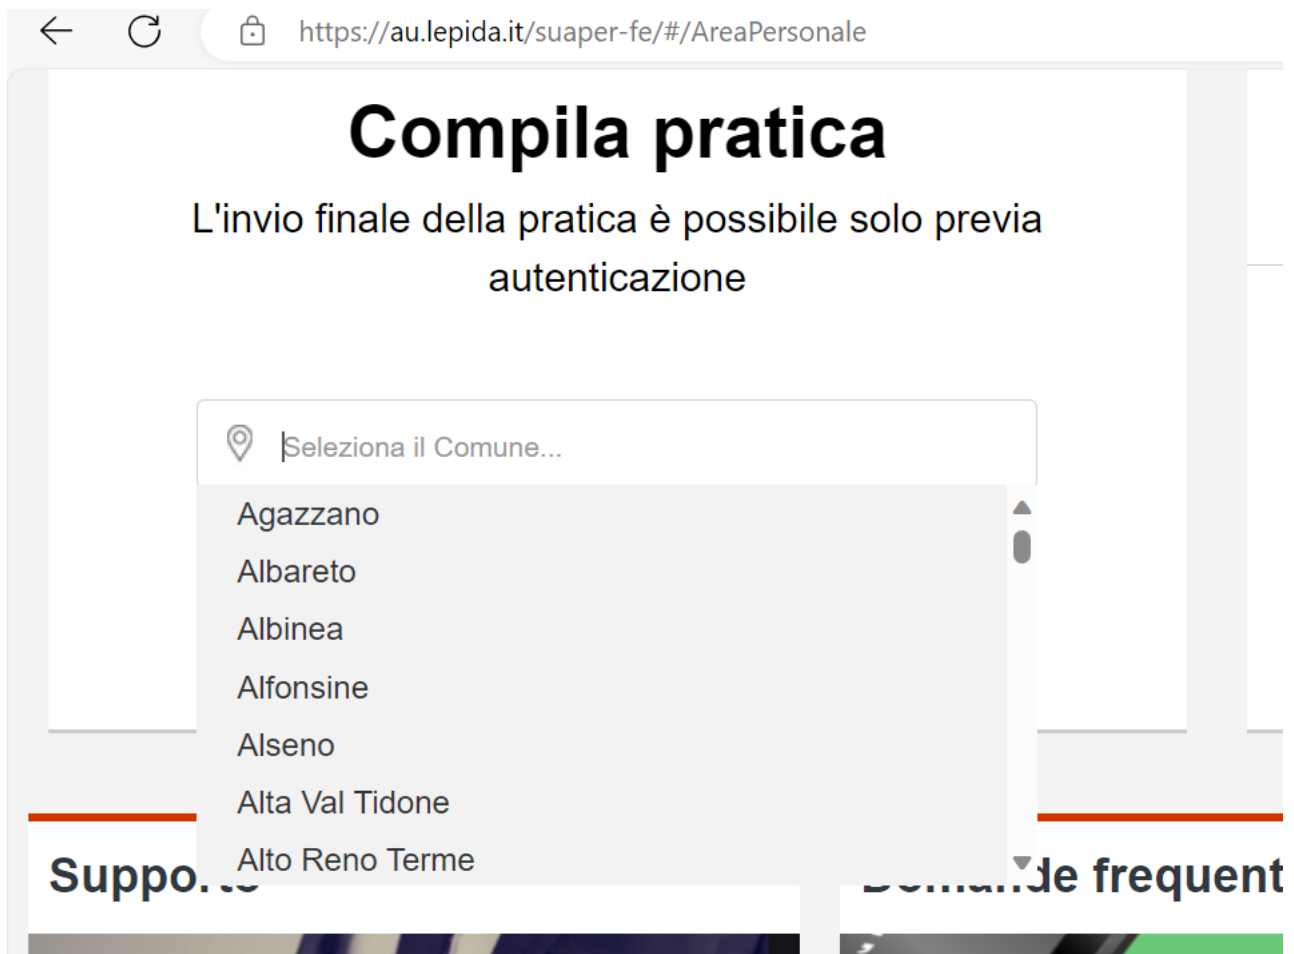 https://au.lepida.it/suaper-fe/#/AreaPersonale
Compila pratica
L'invio finale della pratica è possibile solo previa
autenticazione
Seleziona il Comune...
Agazzano
Albareto
Albinea
Alfonsine
Alseno
Alta Val Tidone
Alto Reno Terme